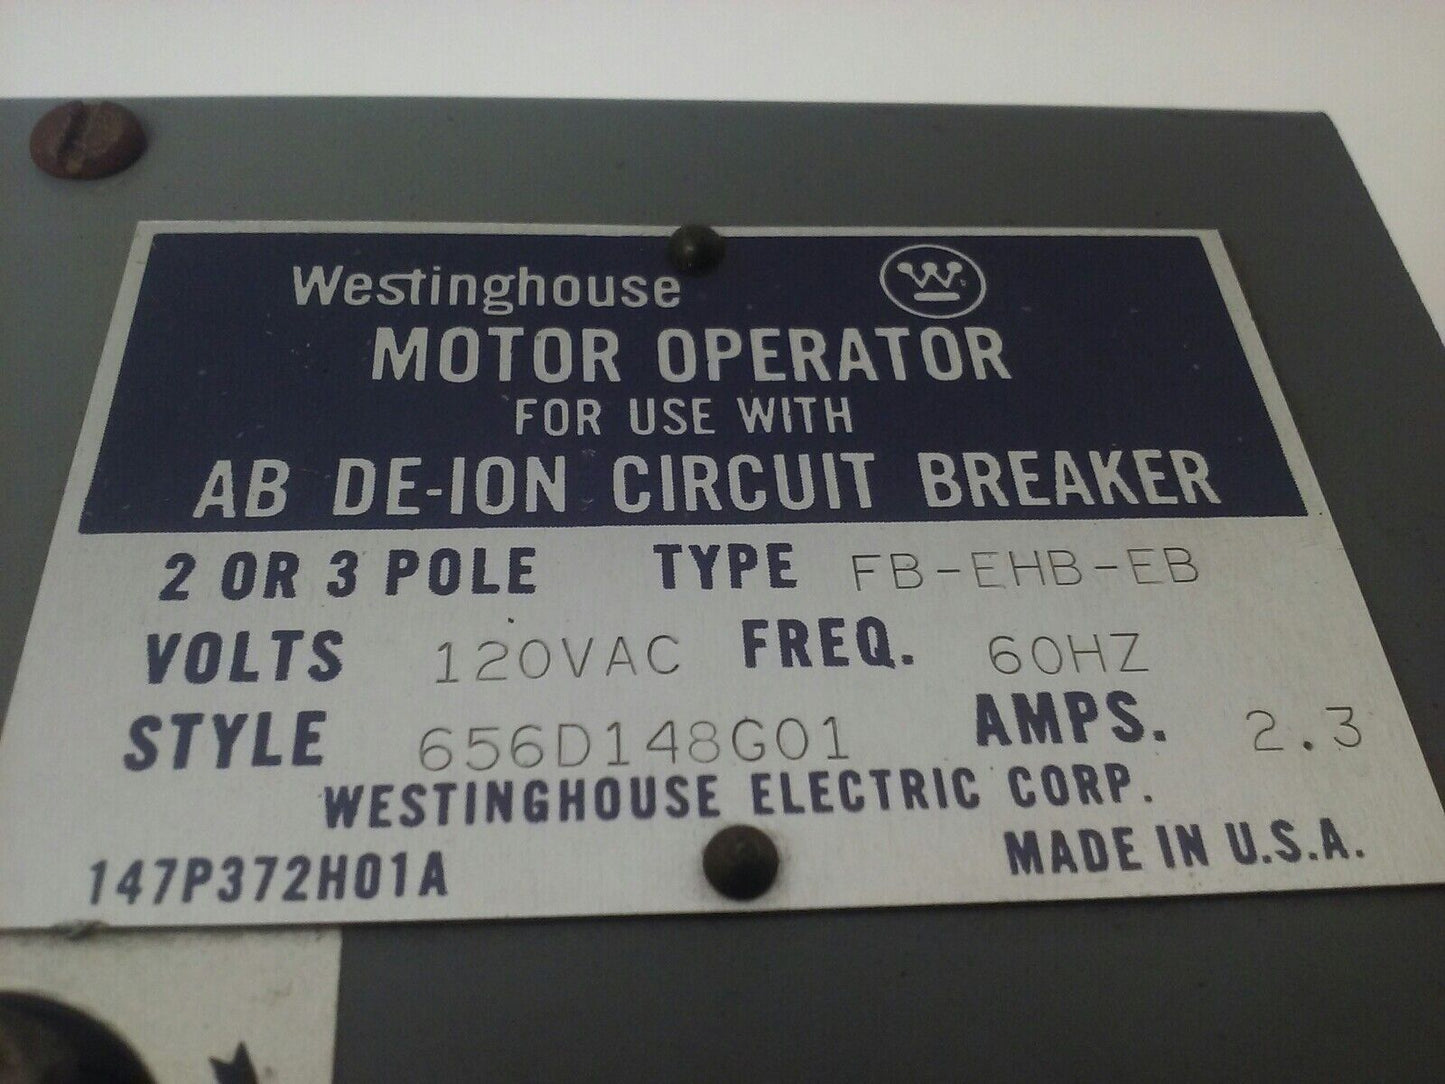 Westinghouse W
MOTOR OPERATOR
FOR USE WITH
AB DE-ION CIRCUIT BREAKER
2 OR 3 POLE TYPE FB-EHB-EB
VOLTS 120VAC FREQ. 60HZ
STYLE 656D148G01 AMPS. 2.3
WESTINGHOUSE ELECTRIC CORP.
147P372H01A MADE IN U.S.A.